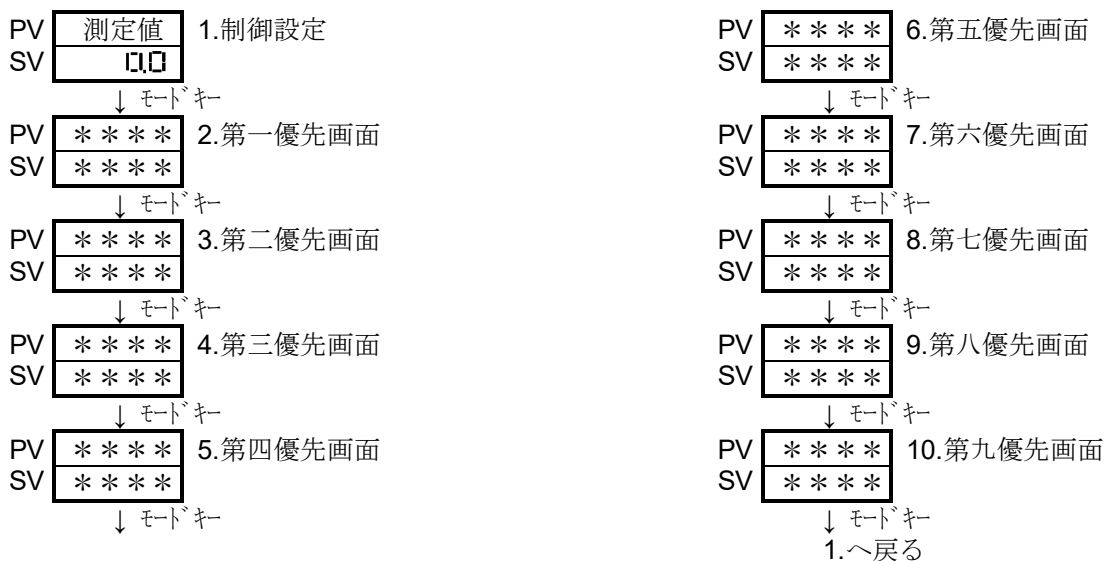 PV 測定値 1.制御設定
SV 0.0
↓ モードキー
PV **** 2.第一優先画面
SV ****
↓ モードキー
PV **** 3.第二優先画面
SV ****
↓ モードキー
PV **** 4.第三優先画面
SV ****
↓ モードキー
PV **** 5.第四優先画面
SV ****
↓ モードキー
PV **** 6.第五優先画面
SV ****
↓ モードキー
PV **** 7.第六優先画面
SV ****
↓ モードキー
PV **** 8.第七優先画面
SV ****
↓ モードキー
PV **** 9.第八優先画面
SV ****
↓ モードキー
PV **** 10.第九優先画面
SV ****
↓ モードキー
1.へ戻る